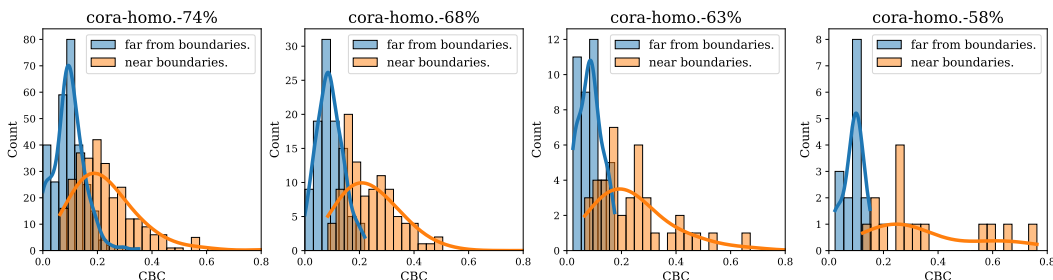 cora-homo.-74%
80
70
60
50
40
30
20
10
0
Count
far from boundaries.
near boundaries.
0.0 0.2 0.4 0.6 0.8
CBC
cora-homo.-68%
30
25
20
15
10
5
0
Count
far from boundaries.
near boundaries.
0.0 0.2 0.4 0.6 0.8
CBC
cora-homo.-63%
12
10
8
6
4
2
0
Count
far from boundaries.
near boundaries.
0.0 0.2 0.4 0.6 0.8
CBC
cora-homo.-58%
8
7
6
5
4
3
2
1
0
Count
far from boundaries.
near boundaries.
0.0 0.2 0.4 0.6 0.8
CBC